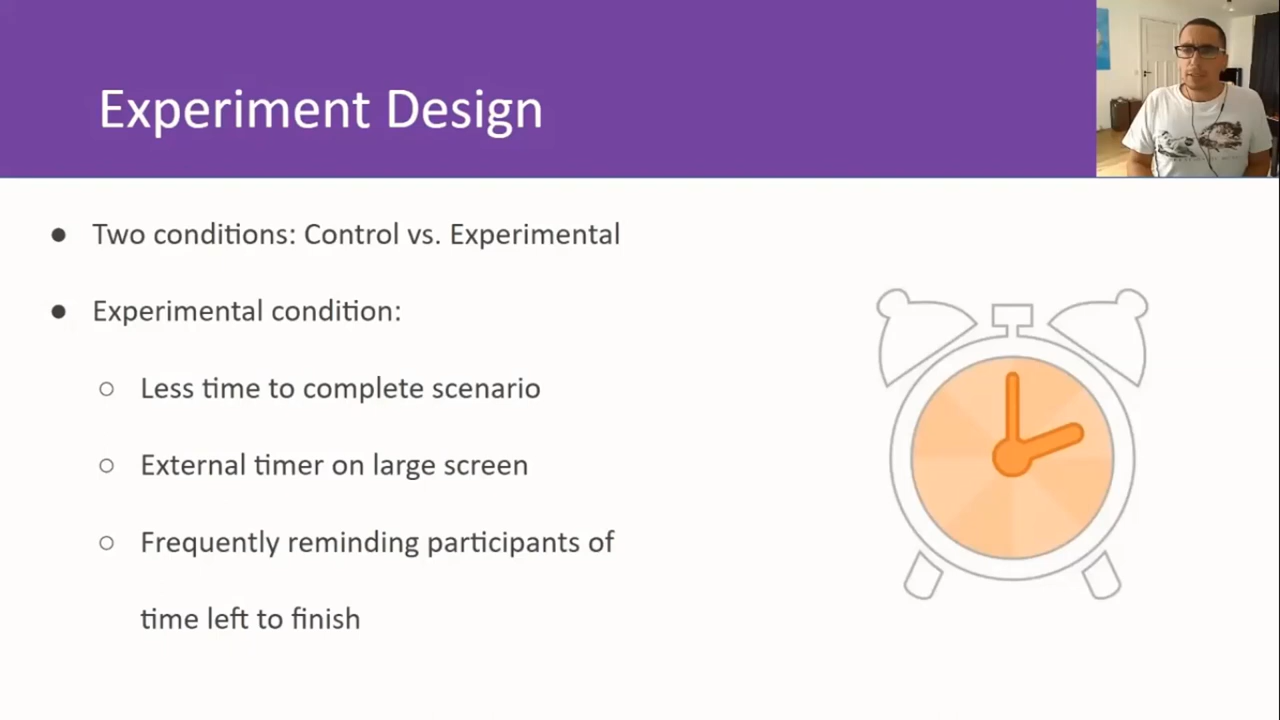 Experiment Design
● Two conditions: Control vs. Experimental
● Experimental condition:
○ Less time to complete scenario
○ External timer on large screen
○ Frequently reminding participants of
time left to finish